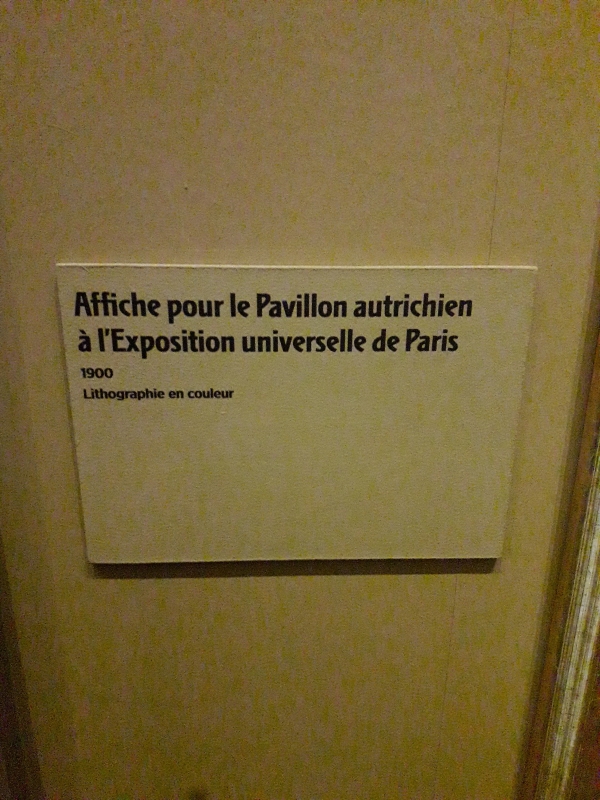 Affiche pour le Pavillon autrichien
à l'Exposition universelle de Paris
1900
Lithographie en couleur